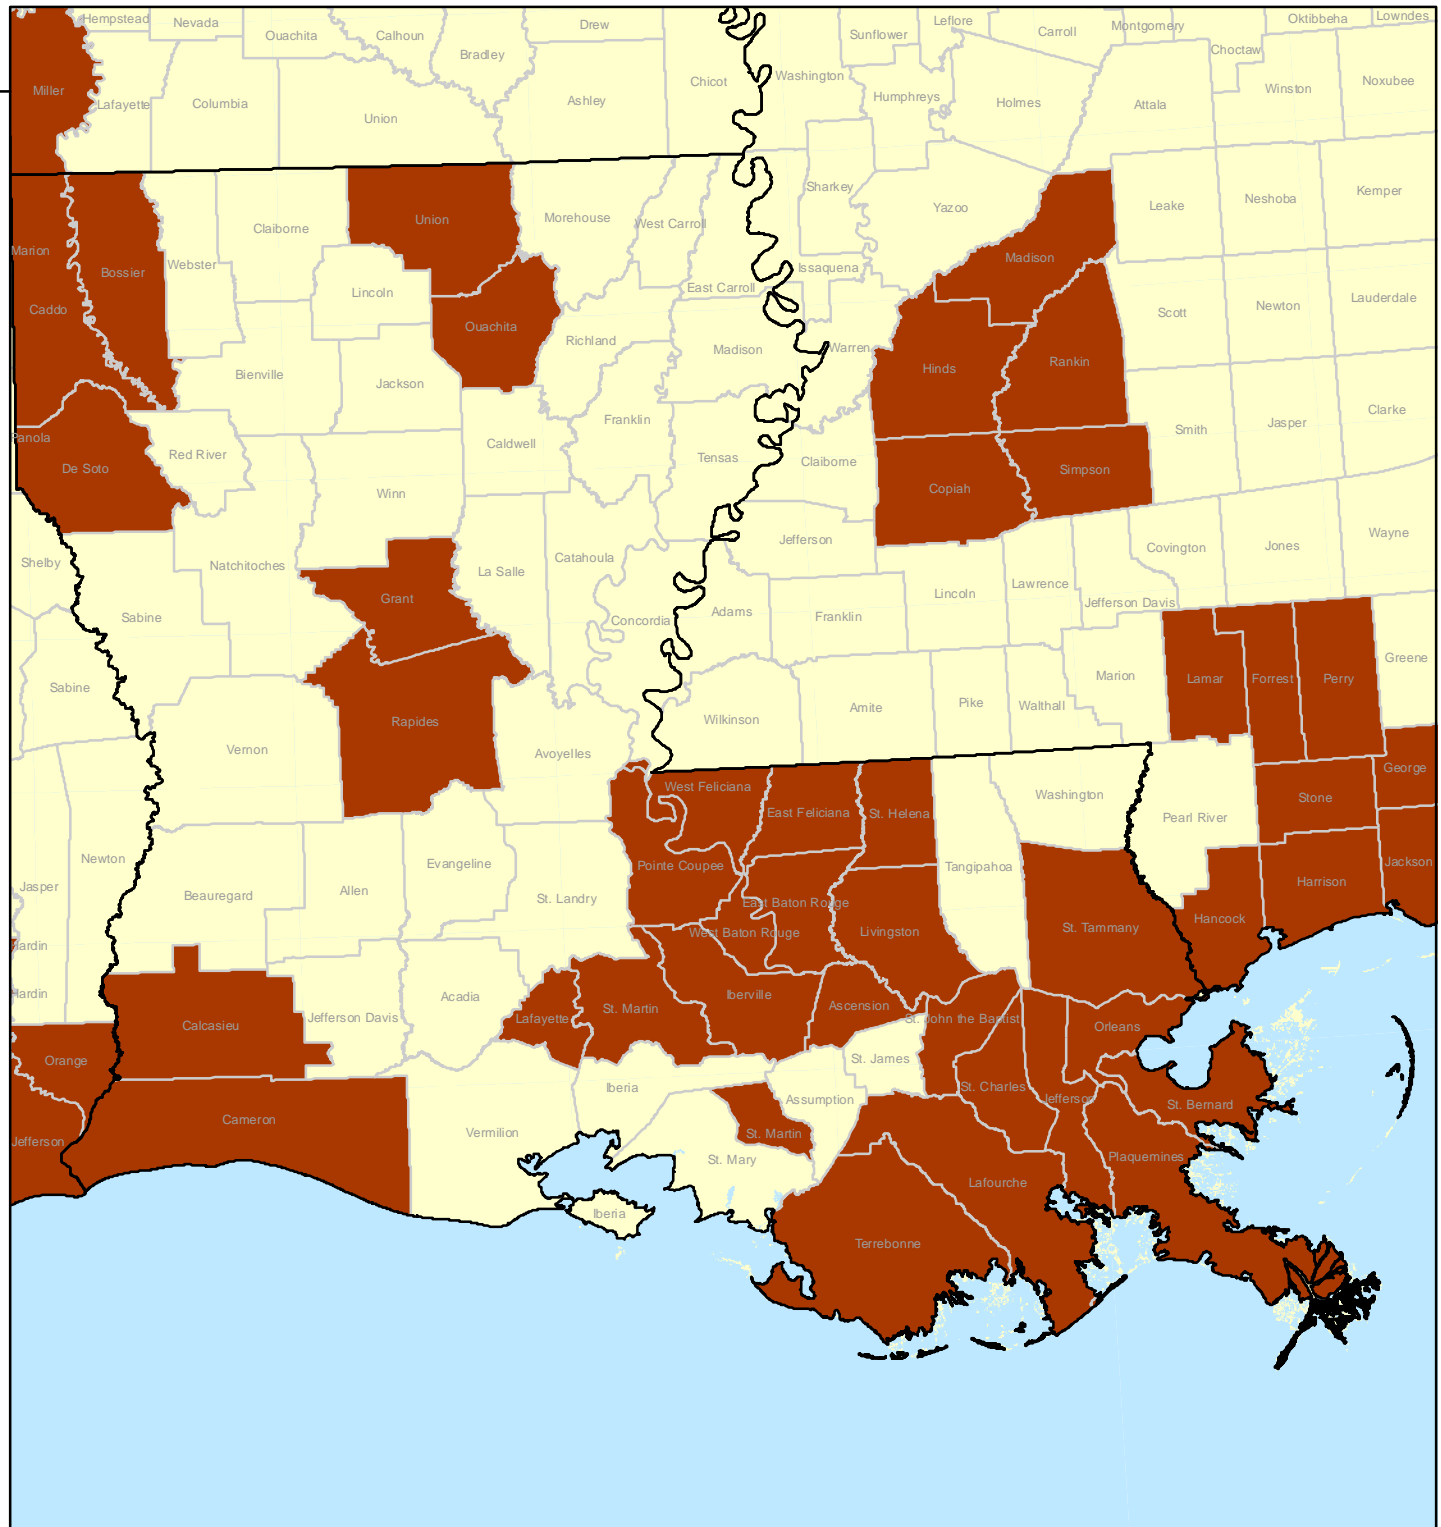 Hempstead
Nevada
Ouachita
Calhoun
Bradley
Drew
Sunflower
Leflore
Carroll
Montgomery
Oktibbeha
Lowndes
Choctaw
Miller
Lafayette
Columbia
Union
Ashley
Chicot
Washington
Humphreys
Holmes
Attala
Winston
Noxubee
Marion
Caddo
Bossier
Webster
Claiborne
Union
Morehouse
West Carroll
Sharkey
Yazoo
Leake
Neshoba
Kemper
Lincoln
East Carroll
Issaquena
Madison
Scott
Newton
Lauderdale
Ouachita
Richland
Madison
Warren
Hinds
Rankin
Bienville
Jackson
Franklin
Clarke
Panola
De Soto
Red River
Caldwell
Tensas
Claiborne
Smith
Jasper
Winn
Copiah
Simpson
Shelby
Natchitoches
Grant
La Salle
Catahoula
Jefferson
Covington
Jones
Wayne
Sabine
Concordia
Adams
Franklin
Lincoln
Lawrence
Jefferson Davis
Sabine
Rapides
Wilkinson
Amite
Pike
Walthall
Marion
Lamar
Forrest
Perry
Greene
Vernon
Avoyelles
West Feliciana
East Feliciana
St. Helena
Washington
Pearl River
Stone
George
Newton
Jasper
Beauregard
Allen
Evangeline
St. Landry
Pointe Coupee
Tangipahoa
Harrison
Jackson
East Baton Rouge
West Baton Rouge
Livingston
St. Tammany
Hancock
Hardin
Hardin
Calcasieu
Jefferson Davis
Acadia
Lafayette
St. Martin
Iberville
Ascension
St. John the Baptist
Orleans
Orange
Iberia
St. James
Assumption
St. Charles
Jefferson
St. Bernard
Jefferson
Cameron
Vermilion
St. Martin
St. Mary
Plaquemines
Lafourche
Iberia
Terrebonne